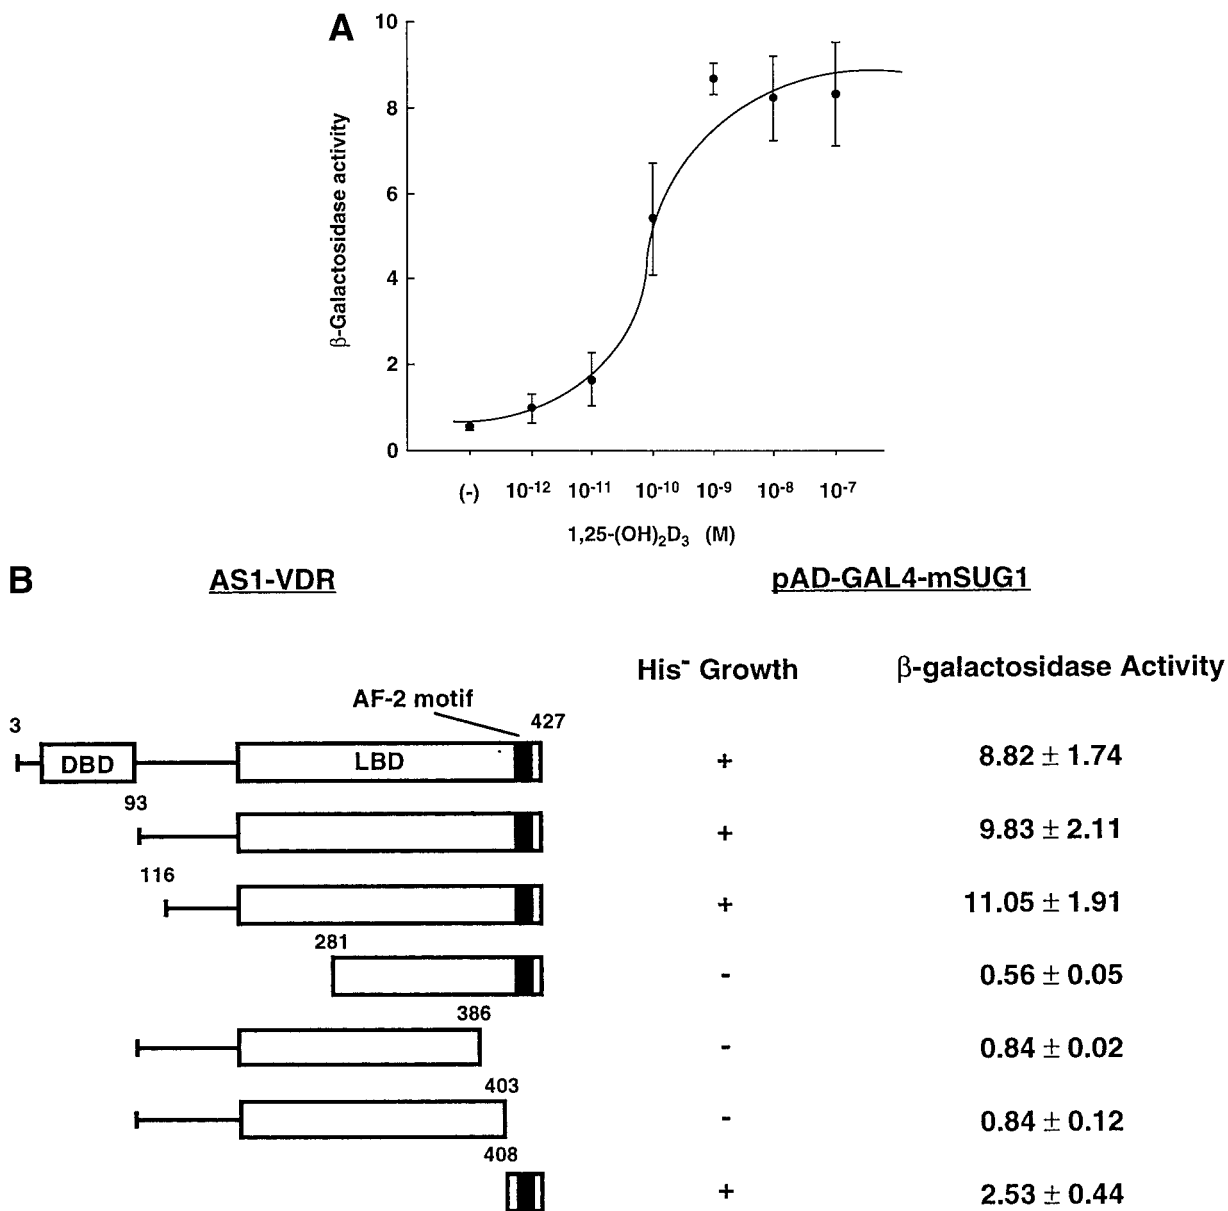 A
10
8
6
4
2
0
β-Galactosidase activity
(-) 10⁻¹² 10⁻¹¹ 10⁻¹⁰ 10⁻⁹ 10⁻⁸ 10⁻⁷
1,25-(OH)₂D₃ (M)
B AS1-VDR pAD-GAL4-mSUG1
His⁻ Growth β-galactosidase Activity
AF-2 motif
3 427
DBD LBD + 8.82 ± 1.74
93
+ 9.83 ± 2.11
116
+ 11.05 ± 1.91
281
- 0.56 ± 0.05
386
- 0.84 ± 0.02
403
- 0.84 ± 0.12
408
+ 2.53 ± 0.44